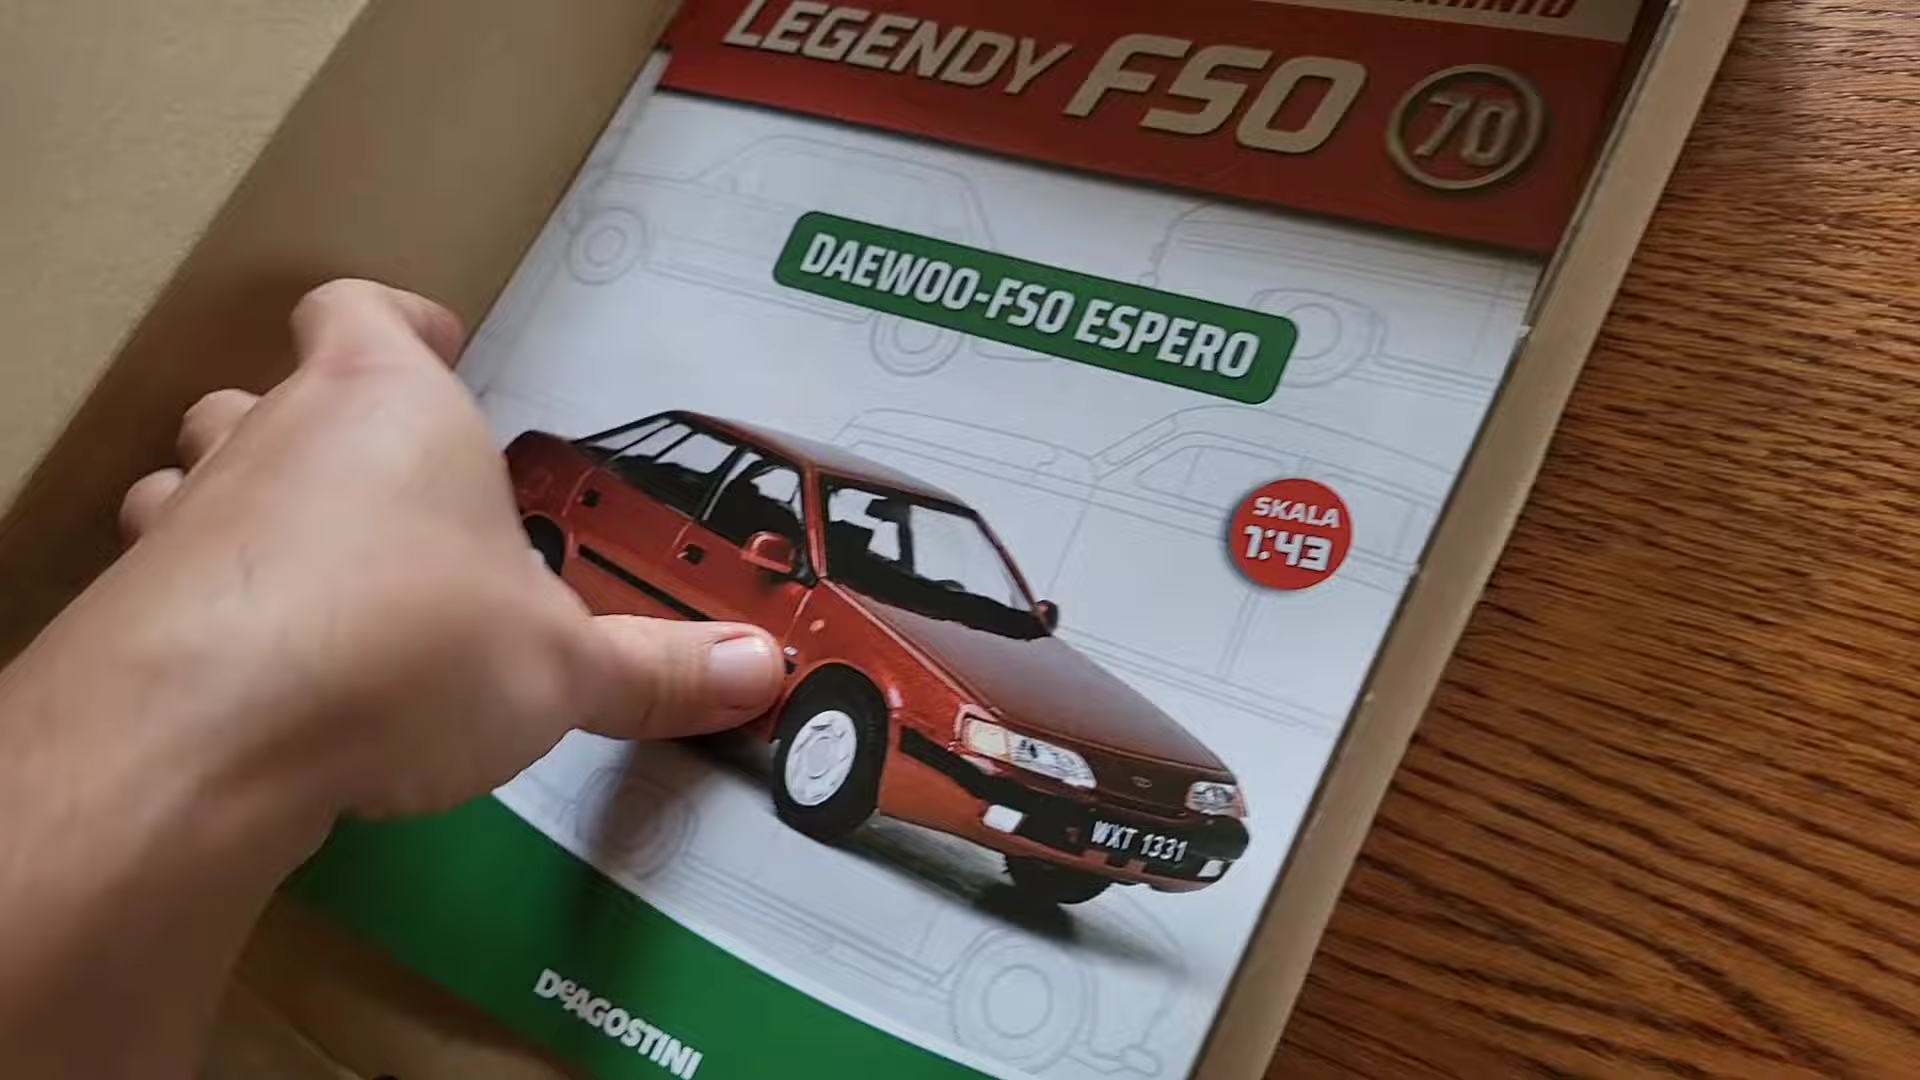 LEGENDY FSO 70
DAEWOO-FSO ESPERO
SKALA
1:43
WXT 1331
DeAGOSTINI